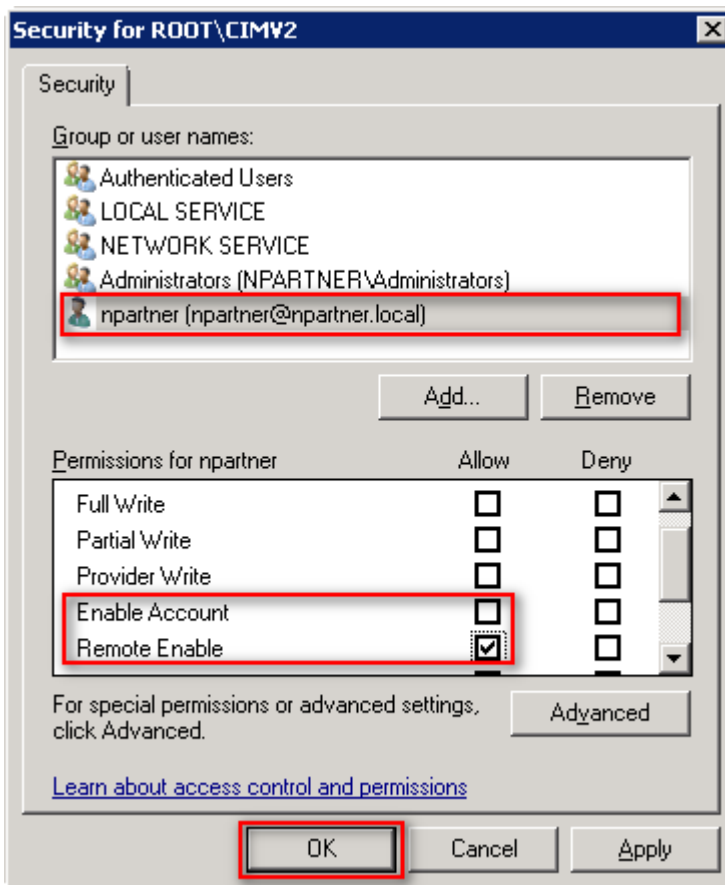 Security for ROOT\CIMV2
Security
Group or user names:
Authenticated Users
LOCAL SERVICE
NETWORK SERVICE
Administrators (NPARTNER\Administrators)
npartner (npartner@npartner.local)
Add...
Remove
Permissions for npartner Allow Deny
Full Write
Partial Write
Provider Write
Enable Account
Remote Enable
For special permissions or advanced settings,
click Advanced.
Advanced
Learn about access control and permissions
OK Cancel Apply